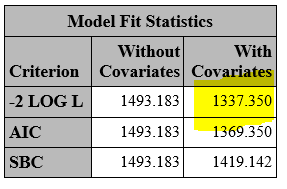 Model Fit Statistics
Criterion Without Covariates With Covariates
-2 LOG L 1493.183 1337.350
AIC 1493.183 1369.350
SBC 1493.183 1419.142